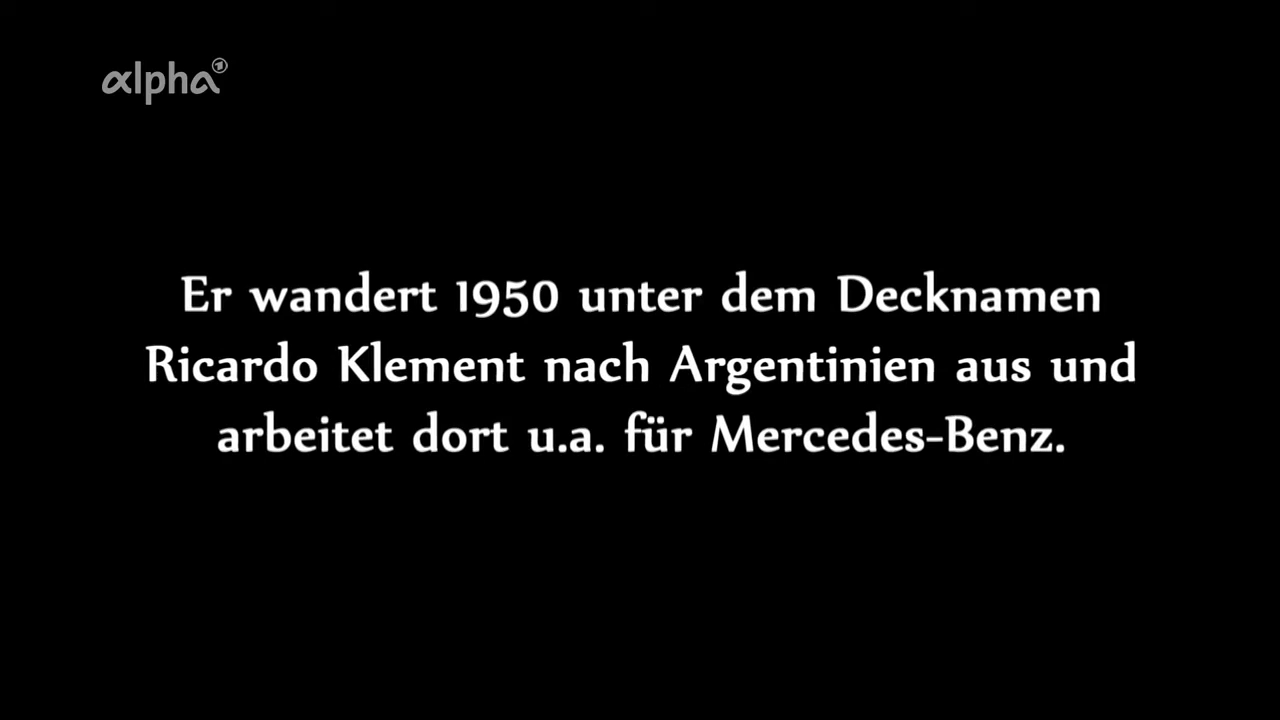 alpha
Er wandert 1950 unter dem Decknamen
Ricardo Klement nach Argentinien aus und
arbeitet dort u.a. für Mercedes-Benz.